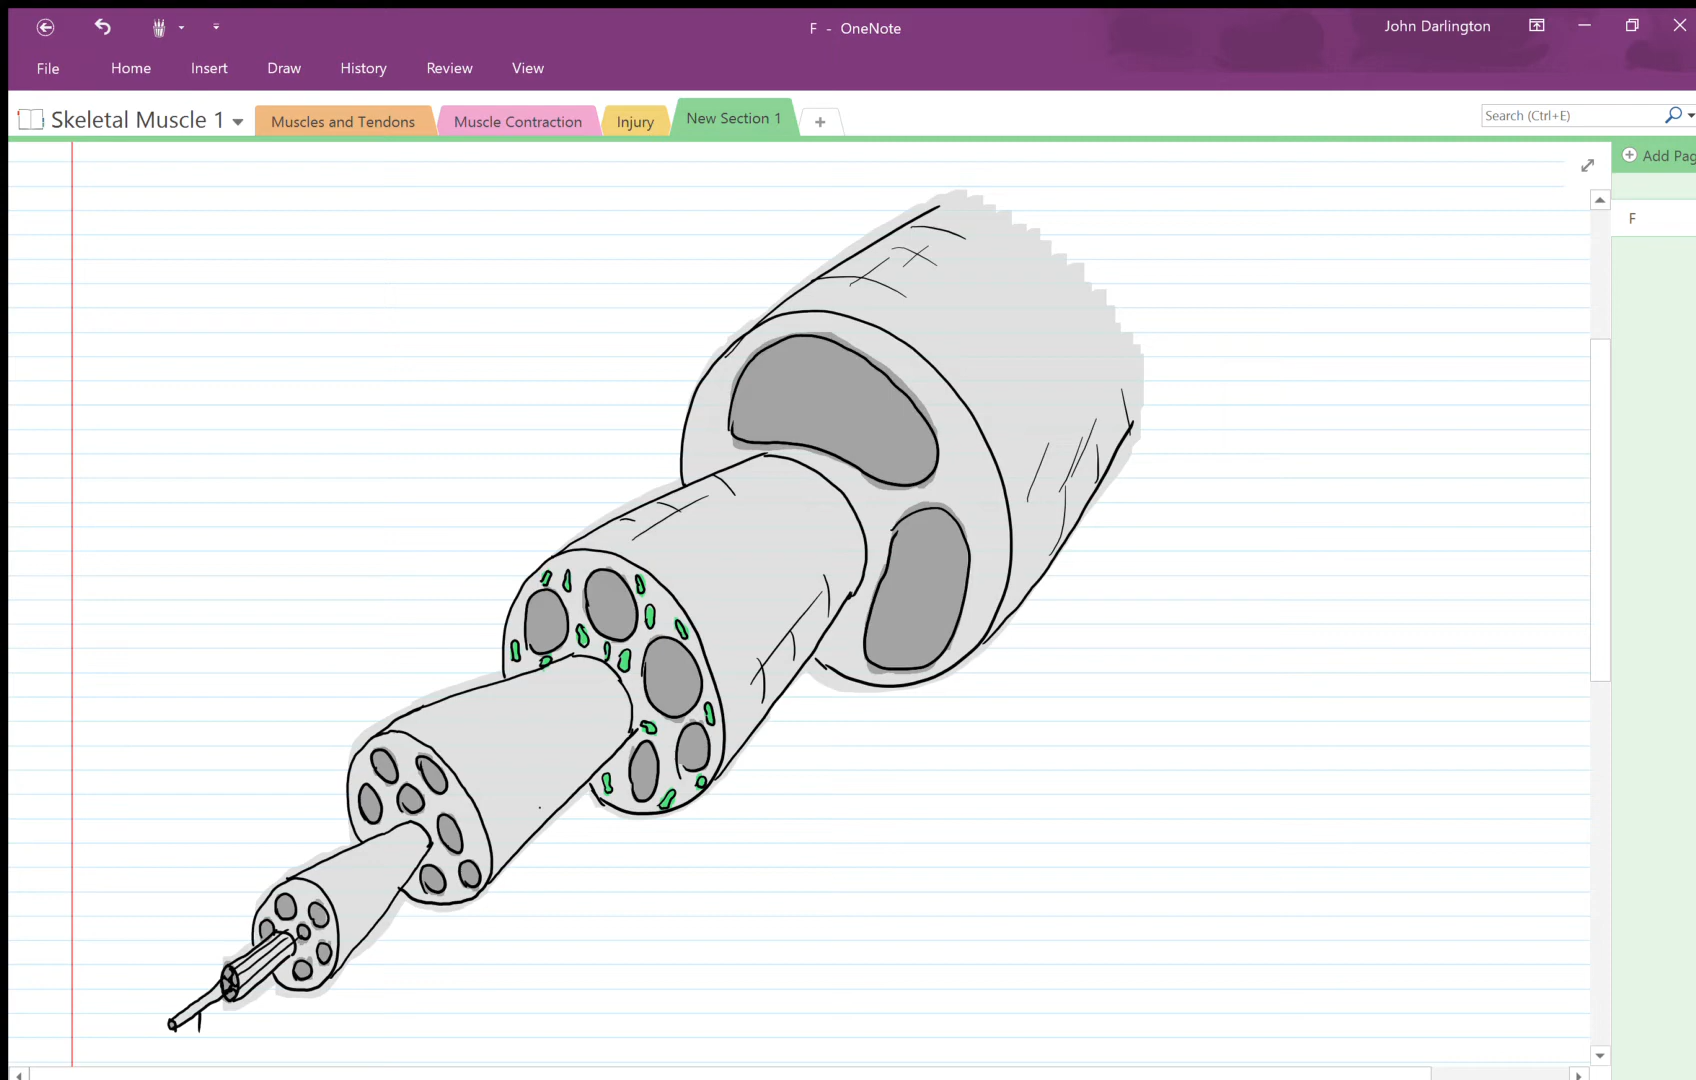 F - OneNote
John Darlington
File Home Insert Draw History Review View
Skeletal Muscle 1 Muscles and Tendons Muscle Contraction Injury New Section 1
Search (Ctrl+E)
Add Pag
F